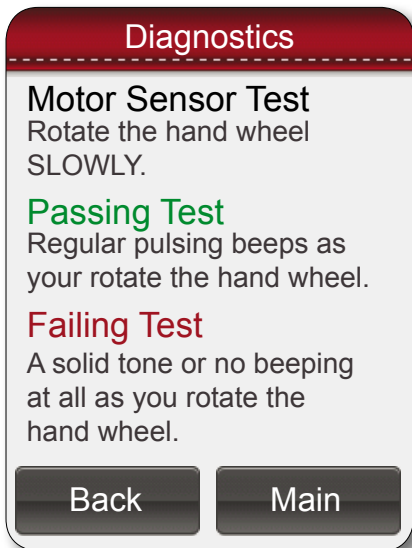 Diagnostics
Motor Sensor Test
Rotate the hand wheel
SLOWLY.
Passing Test
Regular pulsing beeps as
your rotate the hand wheel.
Failing Test
A solid tone or no beeping
at all as you rotate the
hand wheel.
Back
Main